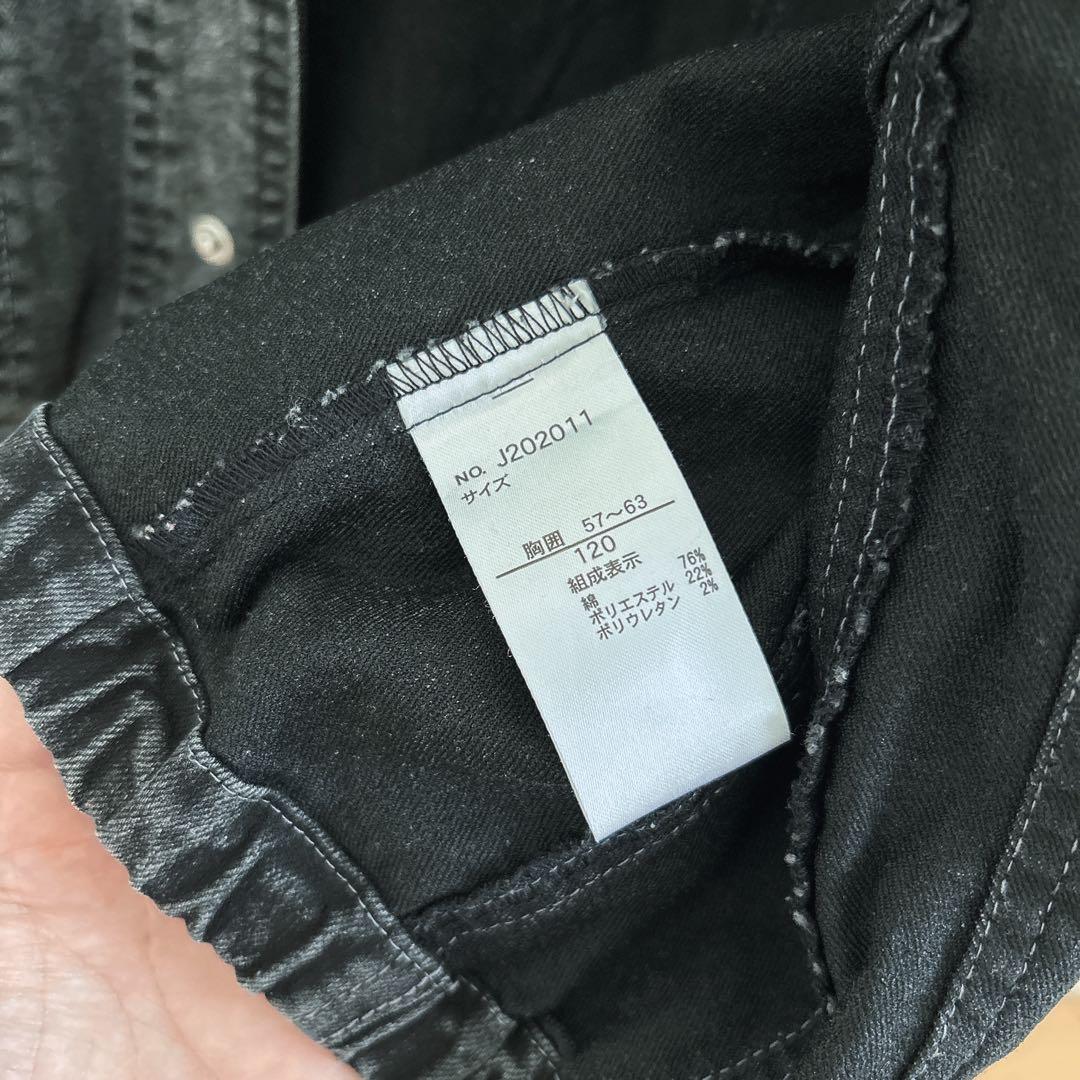 NO. J202011
サイズ
胸囲 57～63
120
組成表示
綿 76%
ポリエステル 22%
ポリウレタン 2%